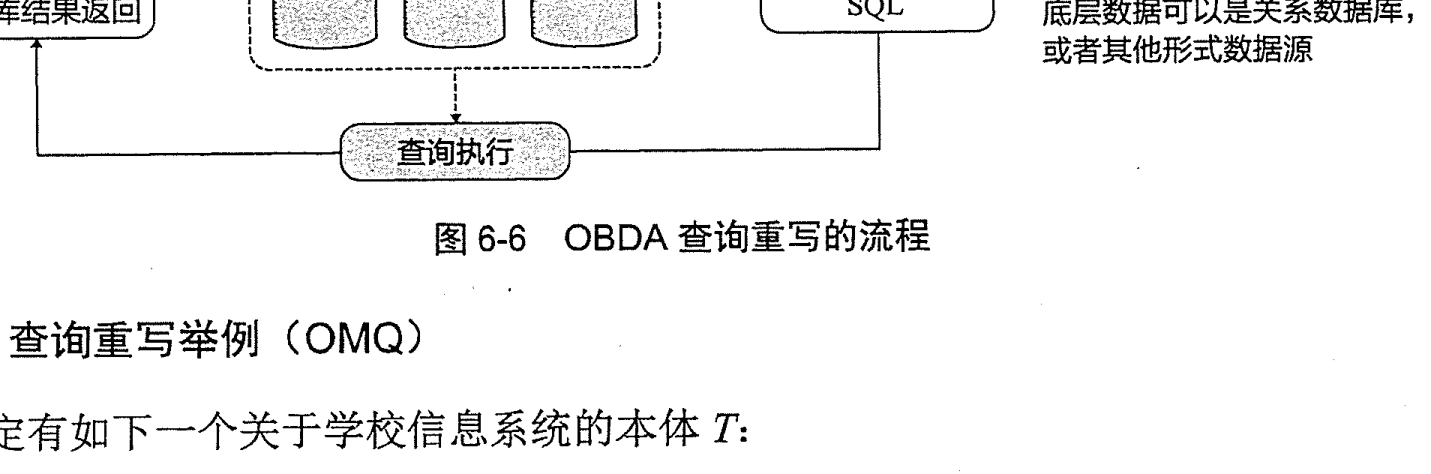 库结果返回
SQL
底层数据可以是关系数据库，
或者其他形式数据源
查询执行
图 6-6 OBDA 查询重写的流程
查询重写举例（OMQ）
定有如下一个关于学校信息系统的本体 T：